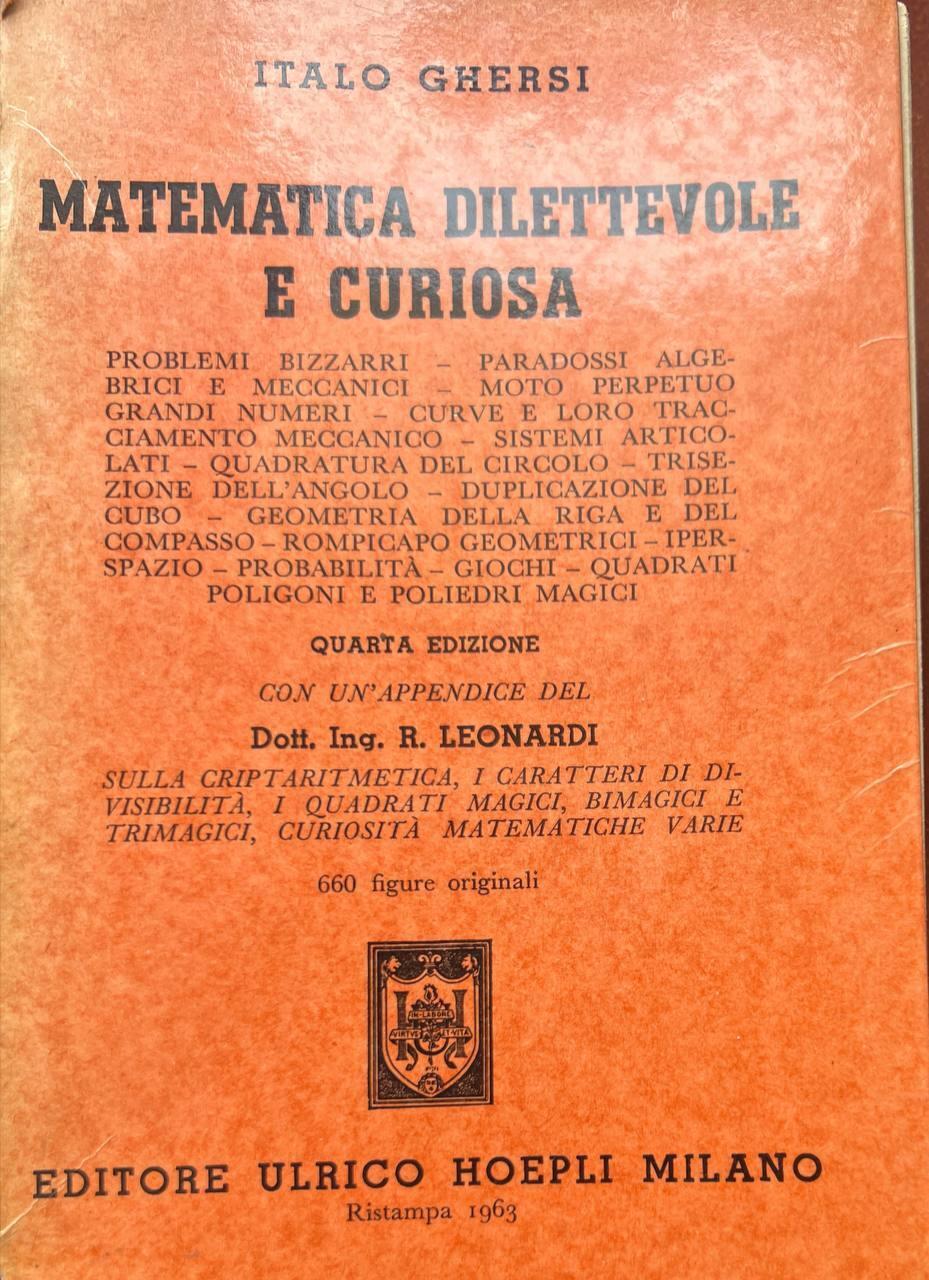 ITALO GHERSI
MATEMATICA DILETTEVOLE
E CURIOSA
PROBLEMI BIZZARRI – PARADOSSI ALGE-
BRICI E MECCANICI – MOTO PERPETUO
GRANDI NUMERI – CURVE E LORO TRAC-
CIAMENTO MECCANICO – SISTEMI ARTICO-
LATI – QUADRATURA DEL CIRCOLO – TRISE-
ZIONE DELL'ANGOLO – DUPLICAZIONE DEL
CUBO – GEOMETRIA DELLA RIGA E DEL
COMPASSO – ROMPICAPO GEOMETRICI – IPER-
SPAZIO – PROBABILITÀ – GIOCHI – QUADRATI
POLIGONI E POLIEDRI MAGICI
QUARTA EDIZIONE
CON UN'APPENDICE DEL
Dott. Ing. R. LEONARDI
SULLA CRIPTARITMETICA, I CARATTERI DI DI-
VISIBILITÀ, I QUADRATI MAGICI, BIMAGICI E
TRIMAGICI, CURIOSITÀ MATEMATICHE VARIE
660 figure originali
IN·LABORE
VIRTVS ET·VITA
EDITORE ULRICO HOEPLI MILANO
Ristampa 1963